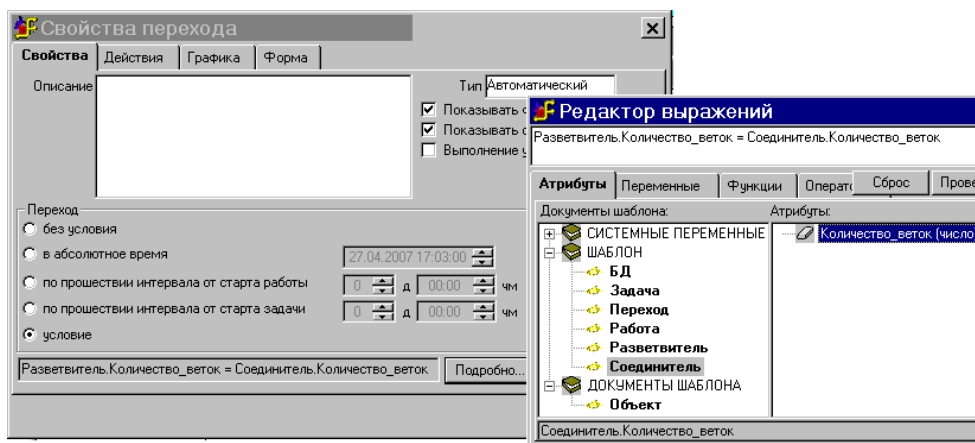 Свойства перехода
Свойства Действия Графика Форма
Описание
Тип Автоматический
Показывать
Показывать
Выполнение
Переход
без условия
в абсолютное время 27.04.2007 17:03:00
по прошествии интервала от старта работы 0 д 00:00 чм
по прошествии интервала от старта задачи 0 д 00:00 чм
условие
Разветвитель.Количество_веток = Соединитель.Количество_веток Подробно...
Редактор выражений
Разветвитель.Количество_веток = Соединитель.Количество_веток
Атрибуты Переменные Функции Операт Сброс Прове
Документы шаблона: Атрибуты:
СИСТЕМНЫЕ ПЕРЕМЕННЫЕ Количество_веток (число
ШАБЛОН
БД
Задача
Переход
Работа
Разветвитель
Соединитель
ДОКУМЕНТЫ ШАБЛОНА
Объект
Соединитель.Количество_веток